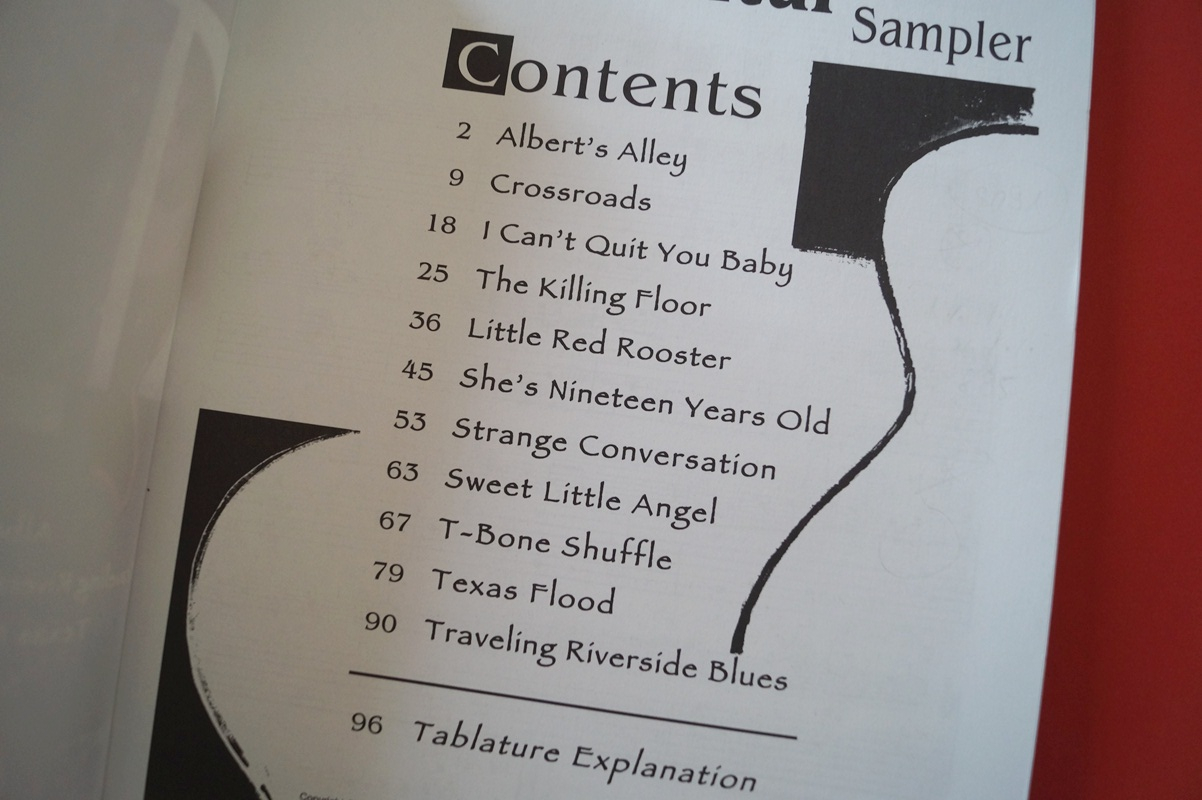 Sampler
Contents
2 Albert's Alley
9 Crossroads
18 I Can't Quit You Baby
25 The Killing Floor
36 Little Red Rooster
45 She's Nineteen Years Old
53 Strange Conversation
63 Sweet Little Angel
67 T-Bone Shuffle
79 Texas Flood
90 Traveling Riverside Blues
96 Tablature Explanation